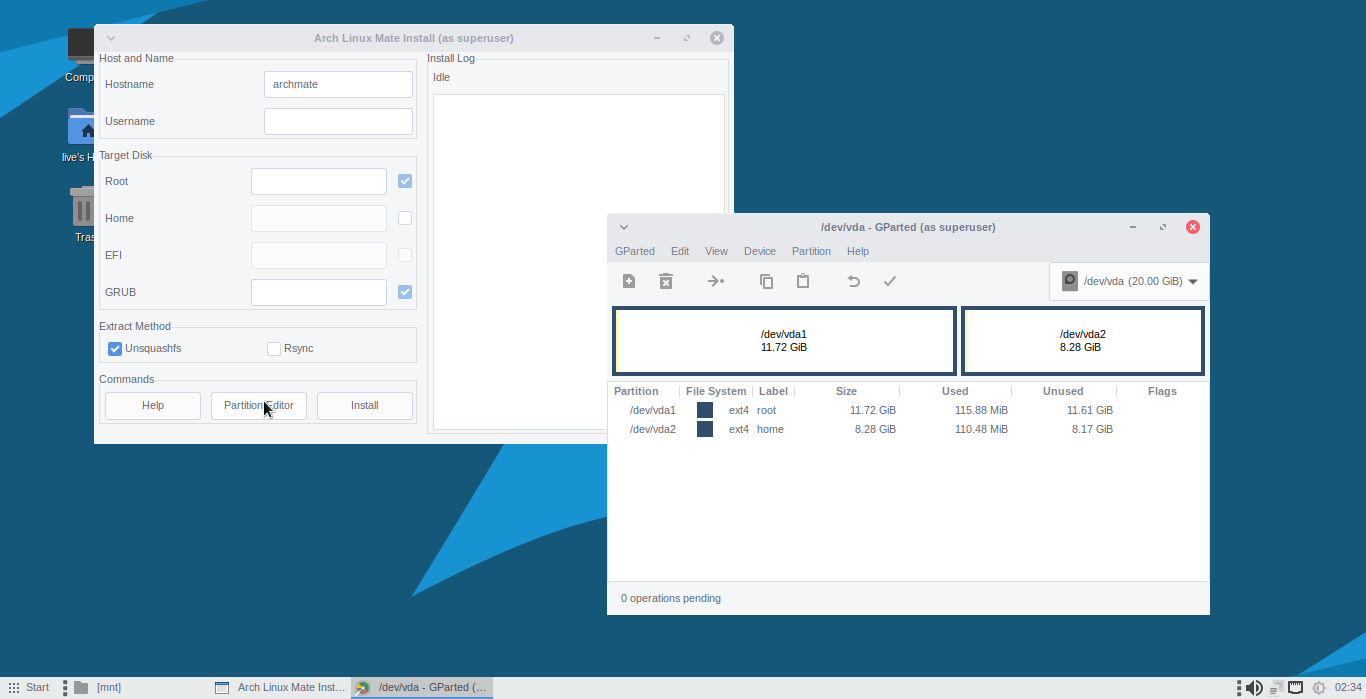 Comp
live's H
Tras
Arch Linux Mate Install (as superuser)
Host and Name
Hostname
archmate
Username
Target Disk
Root
Home
EFI
GRUB
Extract Method
Unsquashfs
Rsync
Commands
Help
Partition Editor
Install
Install Log
Idle
/dev/vda - GParted (as superuser)
GParted Edit View Device Partition Help
/dev/vda (20.00 GiB)
/dev/vda1
11.72 GiB
/dev/vda2
8.28 GiB
Partition File System Label Size Used Unused Flags
/dev/vda1 ext4 root 11.72 GiB 115.88 MiB 11.61 GiB
/dev/vda2 ext4 home 8.28 GiB 110.48 MiB 8.17 GiB
0 operations pending
Start [mnt] Arch Linux Mate Inst... /dev/vda - GParted (... 02:34